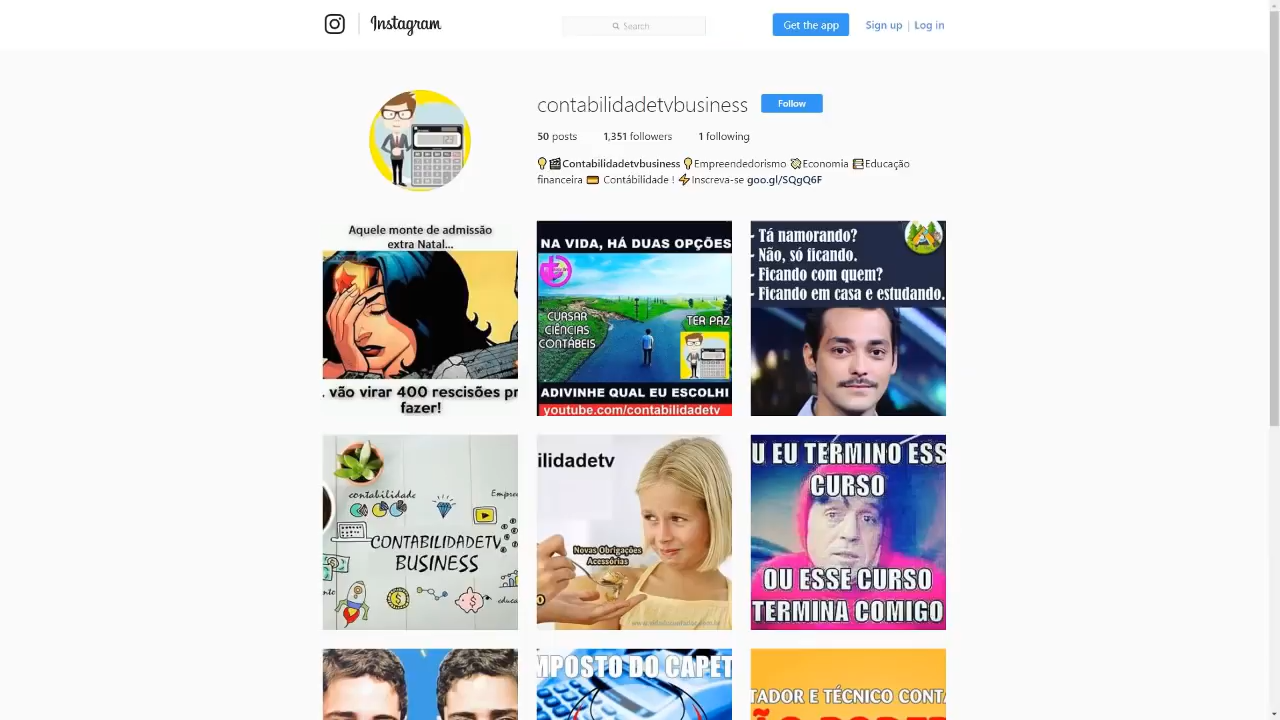 Instagram
Search
Get the app
Sign up | Log in
contabilidadetvbusiness
Follow
50 posts 1,351 followers 1 following
Contabilidadetvbusiness Empreendedorismo Economia Educação
financeira Contábilidade ! Inscreva-se goo.gl/SQgQ6F
Aquele monte de admissão
extra Natal...
. vão virar 400 rescisões pr
fazer!
NA VIDA, HÁ DUAS OPÇÕES
CURSAR
CIÊNCIAS
CONTÁBEIS
TER PAZ
ADIVINHE QUAL EU ESCOLHI
youtube.com/contabilidadetv
- Tá namorando?
- Não, só ficando.
- Ficando com quem?
- Ficando em casa e estudando.
contabilidade
Empre
CONTABILIDADETV
BUSINESS
educa
ilidadetv
Novas Obrigações
Acessórias
U EU TERMINO ESS
CURSO
OU ESSE CURSO
TERMINA COMIGO
MPOSTO DO CAPET
TADOR E TÉCNICO CONTA